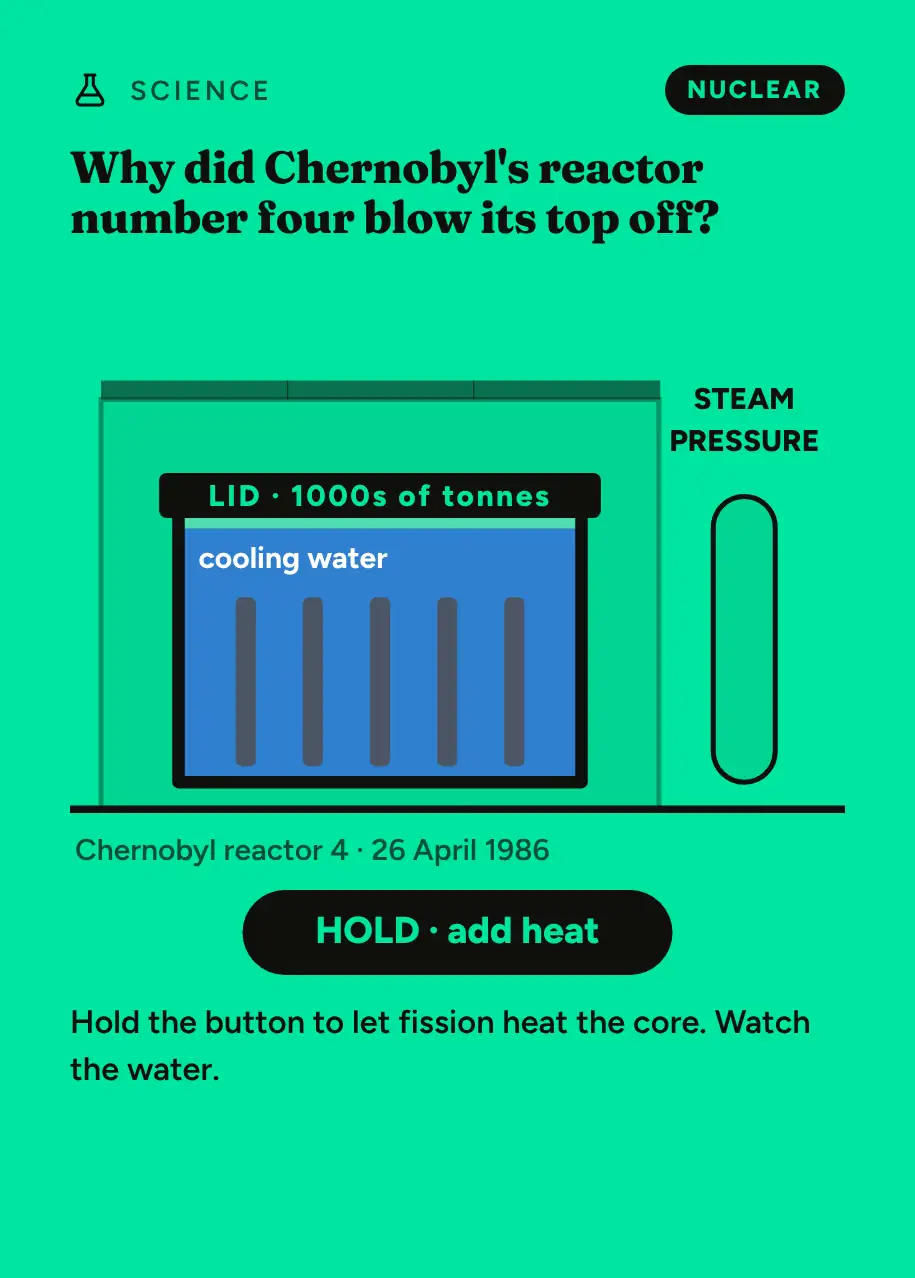 SCIENCE
NUCLEAR
Why did Chernobyl's reactor
number four blow its top off?
STEAM
PRESSURE
LID · 1000s of tonnes
cooling water
Chernobyl reactor 4 · 26 April 1986
HOLD · add heat
Hold the button to let fission heat the core. Watch
the water.